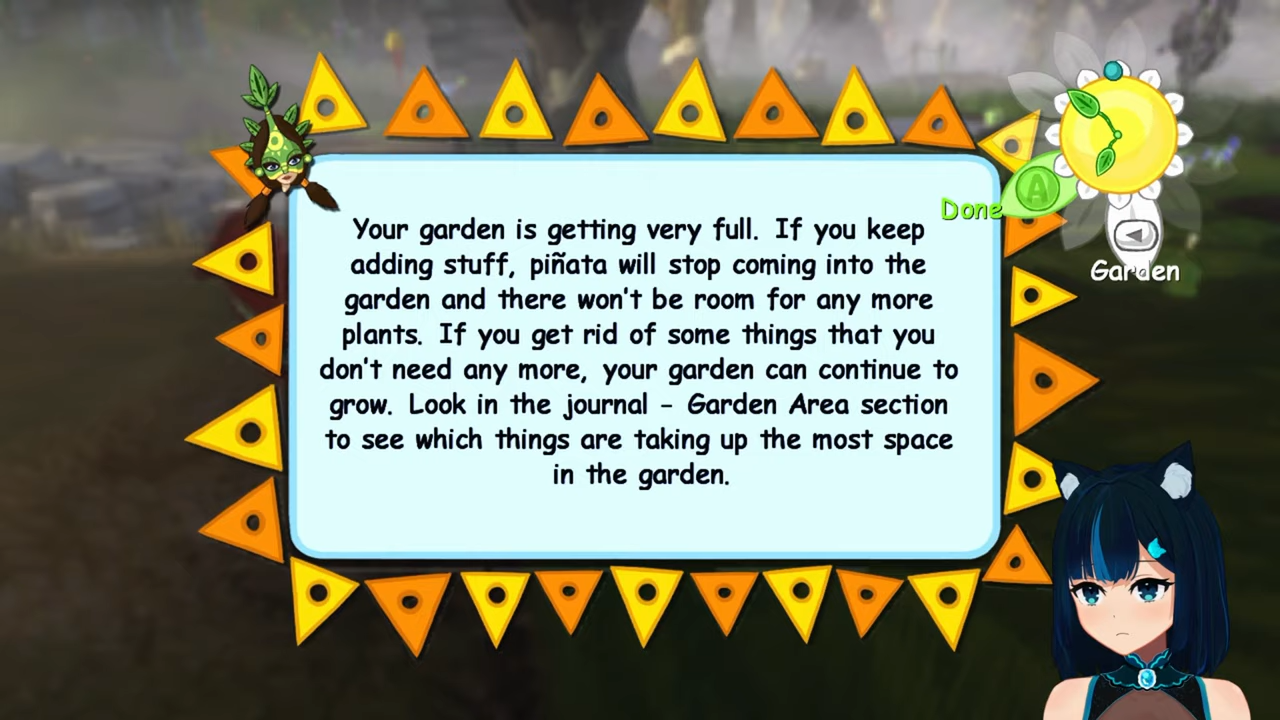 Your garden is getting very full. If you keep
adding stuff, piñata will stop coming into the
garden and there won't be room for any more
plants. If you get rid of some things that you
don't need any more, your garden can continue to
grow. Look in the journal - Garden Area section
to see which things are taking up the most space
in the garden.
Done
A
Garden